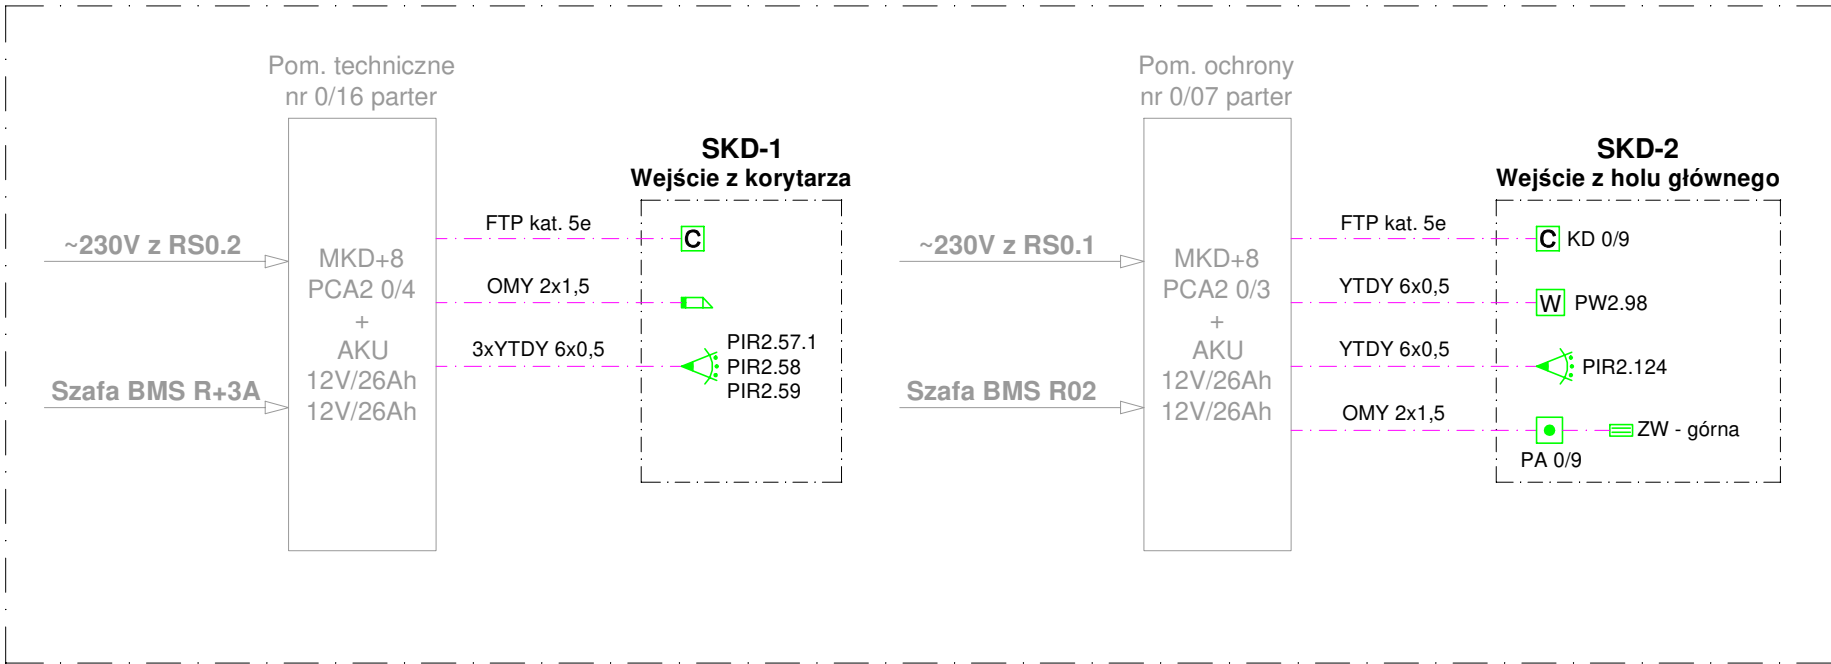 Pom. techniczne
nr 0/16 parter
~230V z RS0.2
Szafa BMS R+3A
MKD+8
PCA2 0/4
+
AKU
12V/26Ah
12V/26Ah
FTP kat. 5e
OMY 2x1,5
3xYTDY 6x0,5
SKD-1
Wejście z korytarza
C
PIR2.57.1
PIR2.58
PIR2.59
Pom. ochrony
nr 0/07 parter
~230V z RS0.1
Szafa BMS R02
MKD+8
PCA2 0/3
+
AKU
12V/26Ah
12V/26Ah
FTP kat. 5e
YTDY 6x0,5
YTDY 6x0,5
OMY 2x1,5
SKD-2
Wejście z holu głównego
C KD 0/9
W PW2.98
PIR2.124
ZW - górna
PA 0/9